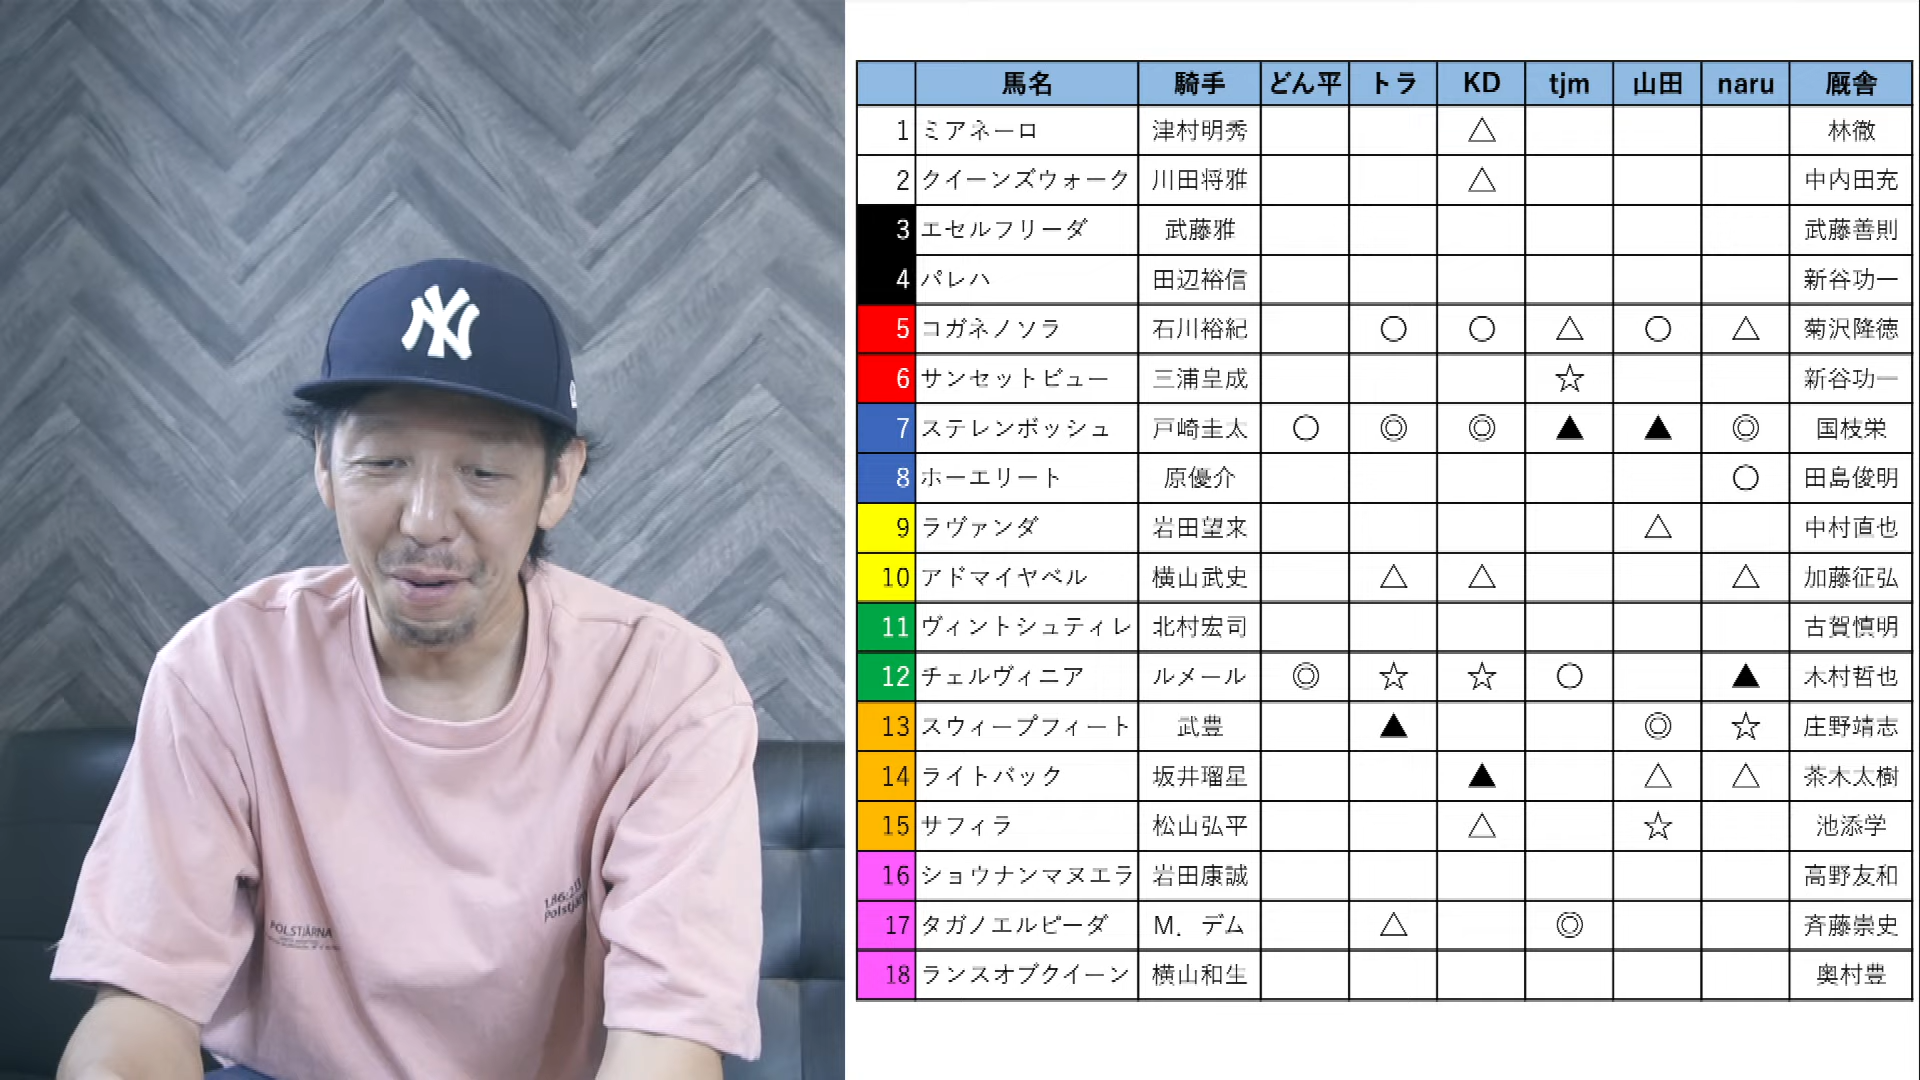 NY
POLSTJÄRNA
馬名 騎手 どん平 トラ KD tjm 山田 naru 厩舎
1 ミアネーロ 津村明秀 △ 林徹
2 クイーンズウォーク 川田将雅 △ 中内田充
3 エセルフリーダ 武藤雅 武藤善則
4 パレハ 田辺裕信 新谷功一
5 コガネノソラ 石川裕紀 ○ ○ △ ○ △ 菊沢隆徳
6 サンセットビュー 三浦皇成 ☆ 新谷功一
7 ステレンボッシュ 戸崎圭太 ○ ◎ ◎ ▲ ▲ ◎ 国枝栄
8 ホーエリート 原優介 ○ 田島俊明
9 ラヴァンダ 岩田望来 △ 中村直也
10 アドマイヤベル 横山武史 △ △ △ 加藤征弘
11 ヴィントシュティレ 北村宏司 古賀慎明
12 チェルヴィニア ルメール ◎ ☆ ☆ ○ ▲ 木村哲也
13 スウィープフィート 武豊 ▲ ◎ ☆ 庄野靖志
14 ライトバック 坂井瑠星 ▲ △ △ 茶木太樹
15 サフィラ 松山弘平 △ ☆ 池添学
16 ショウナンマヌエラ 岩田康誠 高野友和
17 タガノエルピーダ M．デム △ ◎ 斉藤崇史
18 ランスオブクイーン 横山和生 奥村豊